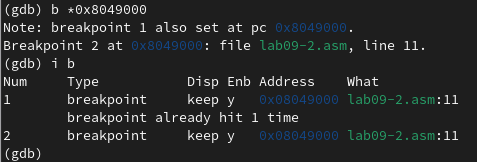 (gdb) b *0x8049000
Note: breakpoint 1 also set at pc 0x8049000.
Breakpoint 2 at 0x8049000: file lab09-2.asm, line 11.
(gdb) i b
Num     Type           Disp Enb Address    What
1       breakpoint     keep y   0x08049000 lab09-2.asm:11
        breakpoint already hit 1 time
2       breakpoint     keep y   0x08049000 lab09-2.asm:11
(gdb)